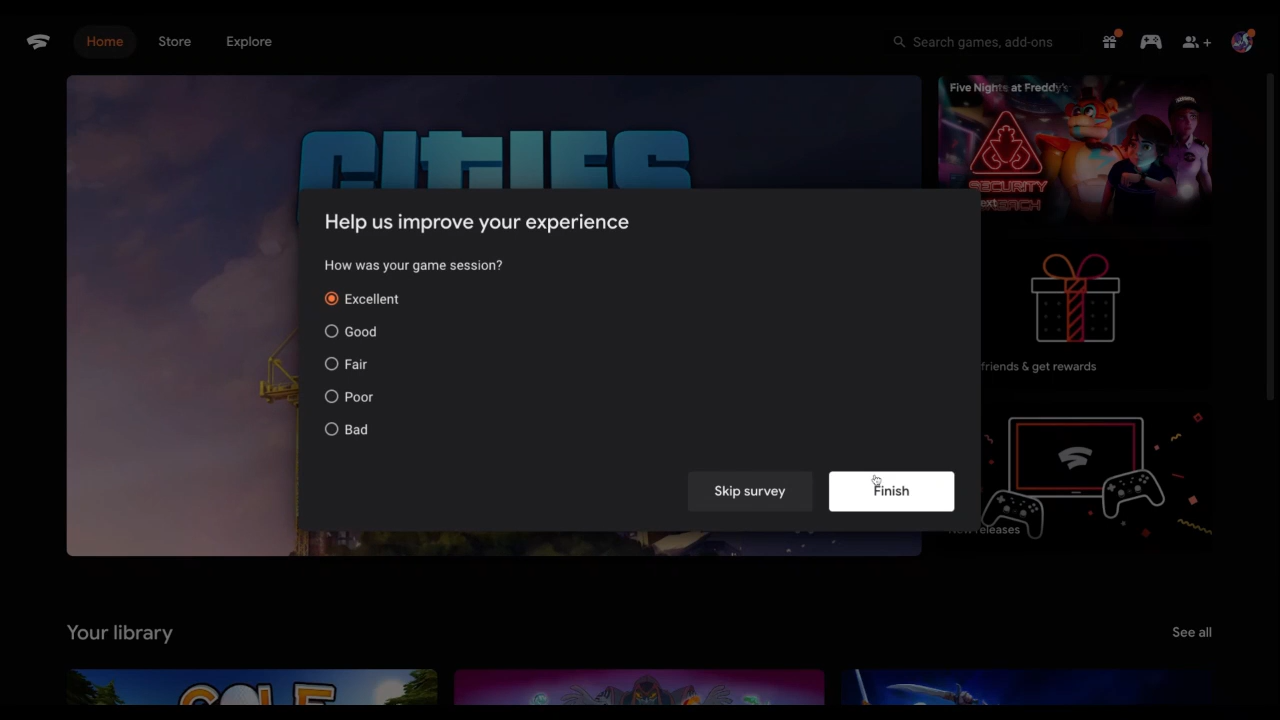 Home
Store
Explore
Search games, add-ons
CITIES
Five Nights at Freddy's
SECURITY
Help us improve your experience
How was your game session?
Excellent
Good
Fair
Poor
Bad
Skip survey
Finish
friends & get rewards
releases
Your library
See all
GOLF